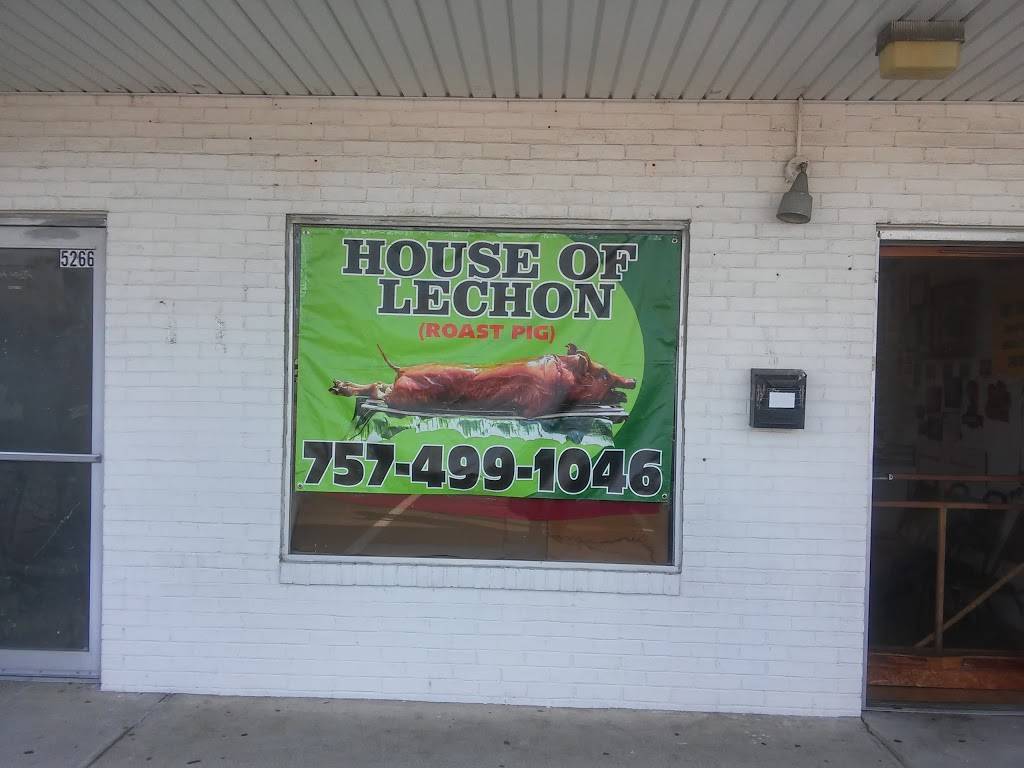 5266
HOUSE OF
LECHON
(ROAST PIG)
757-499-1046